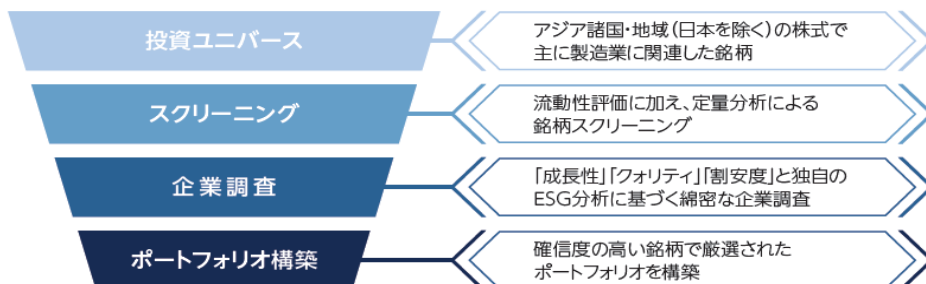 投資ユニバース
アジア諸国・地域(日本を除く)の株式で
主に製造業に関連した銘柄
スクリーニング
流動性評価に加え、定量分析による
銘柄スクリーニング
企業調査
「成長性」「クォリティ」「割安度」と独自の
ESG分析に基づく綿密な企業調査
ポートフォリオ構築
確信度の高い銘柄で厳選された
ポートフォリオを構築